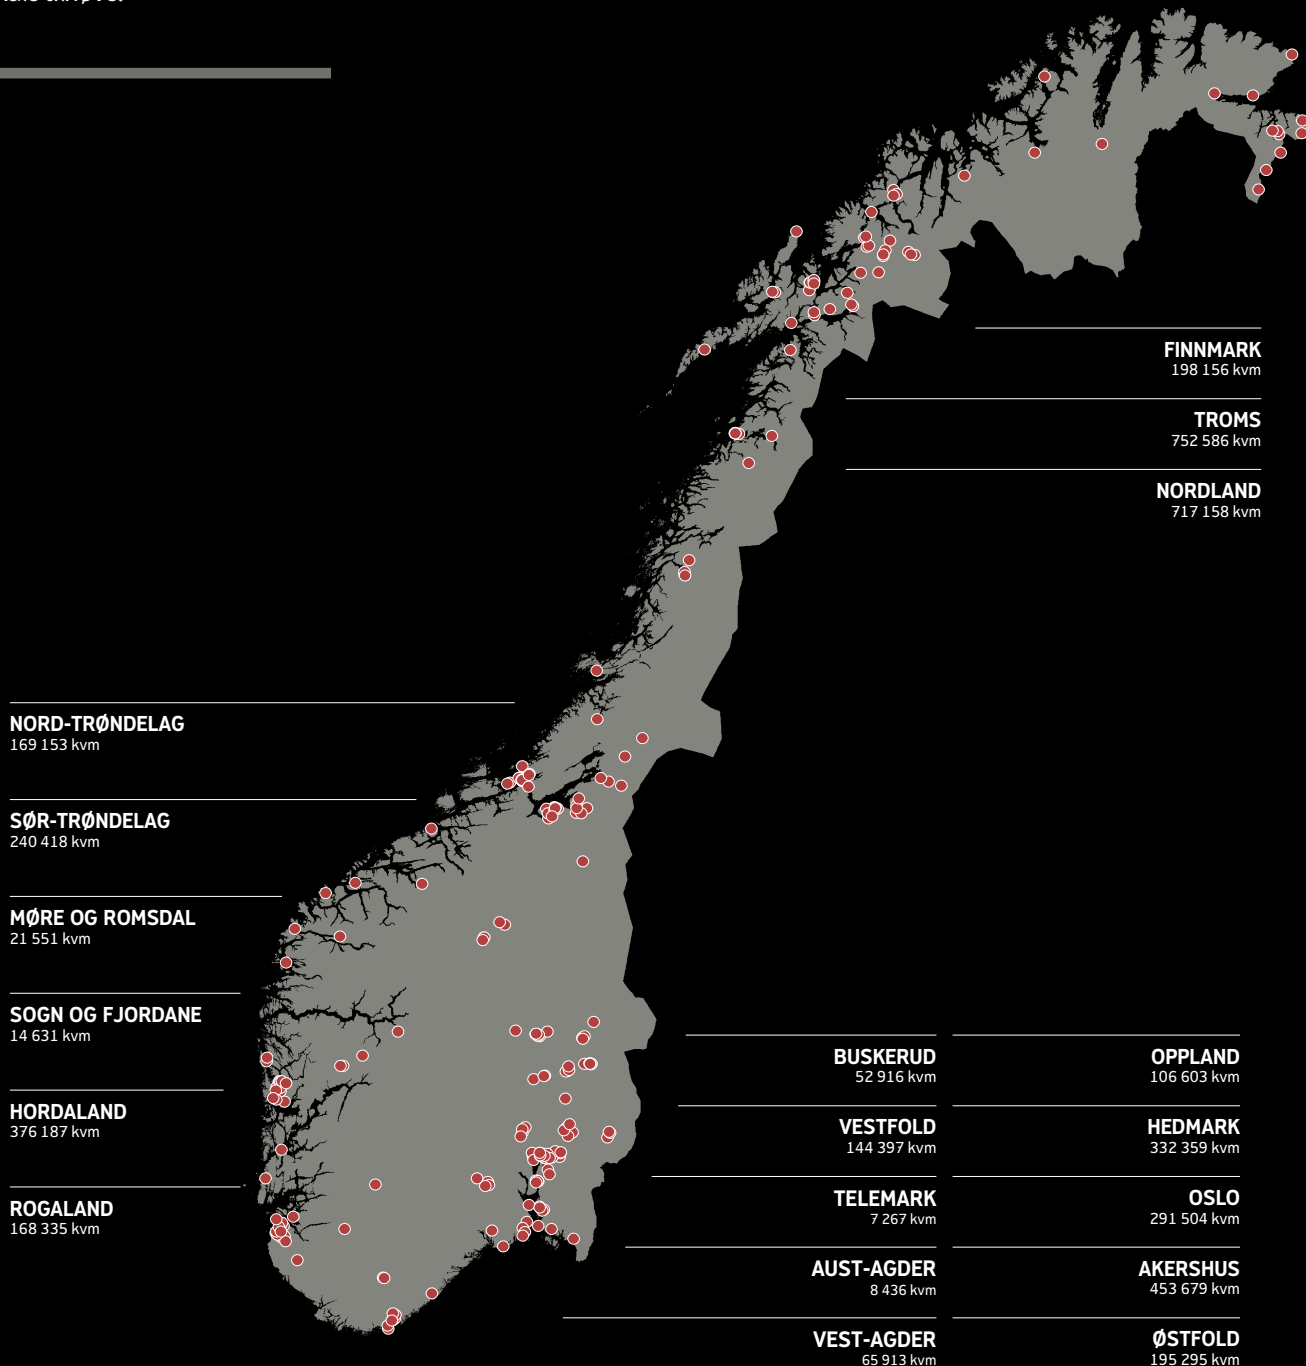 FINNMARK
198 156 kvm
TROMS
752 586 kvm
NORDLAND
717 158 kvm
NORD-TRØNDELAG
169 153 kvm
SØR-TRØNDELAG
240 418 kvm
MØRE OG ROMSDAL
21 551 kvm
SOGN OG FJORDANE
14 631 kvm
HORDALAND
376 187 kvm
ROGALAND
168 335 kvm
BUSKERUD
52 916 kvm
VESTFOLD
144 397 kvm
TELEMARK
7 267 kvm
AUST-AGDER
8 436 kvm
VEST-AGDER
65 913 kvm
OPPLAND
106 603 kvm
HEDMARK
332 359 kvm
OSLO
291 504 kvm
AKERSHUS
453 679 kvm
ØSTFOLD
195 295 kvm